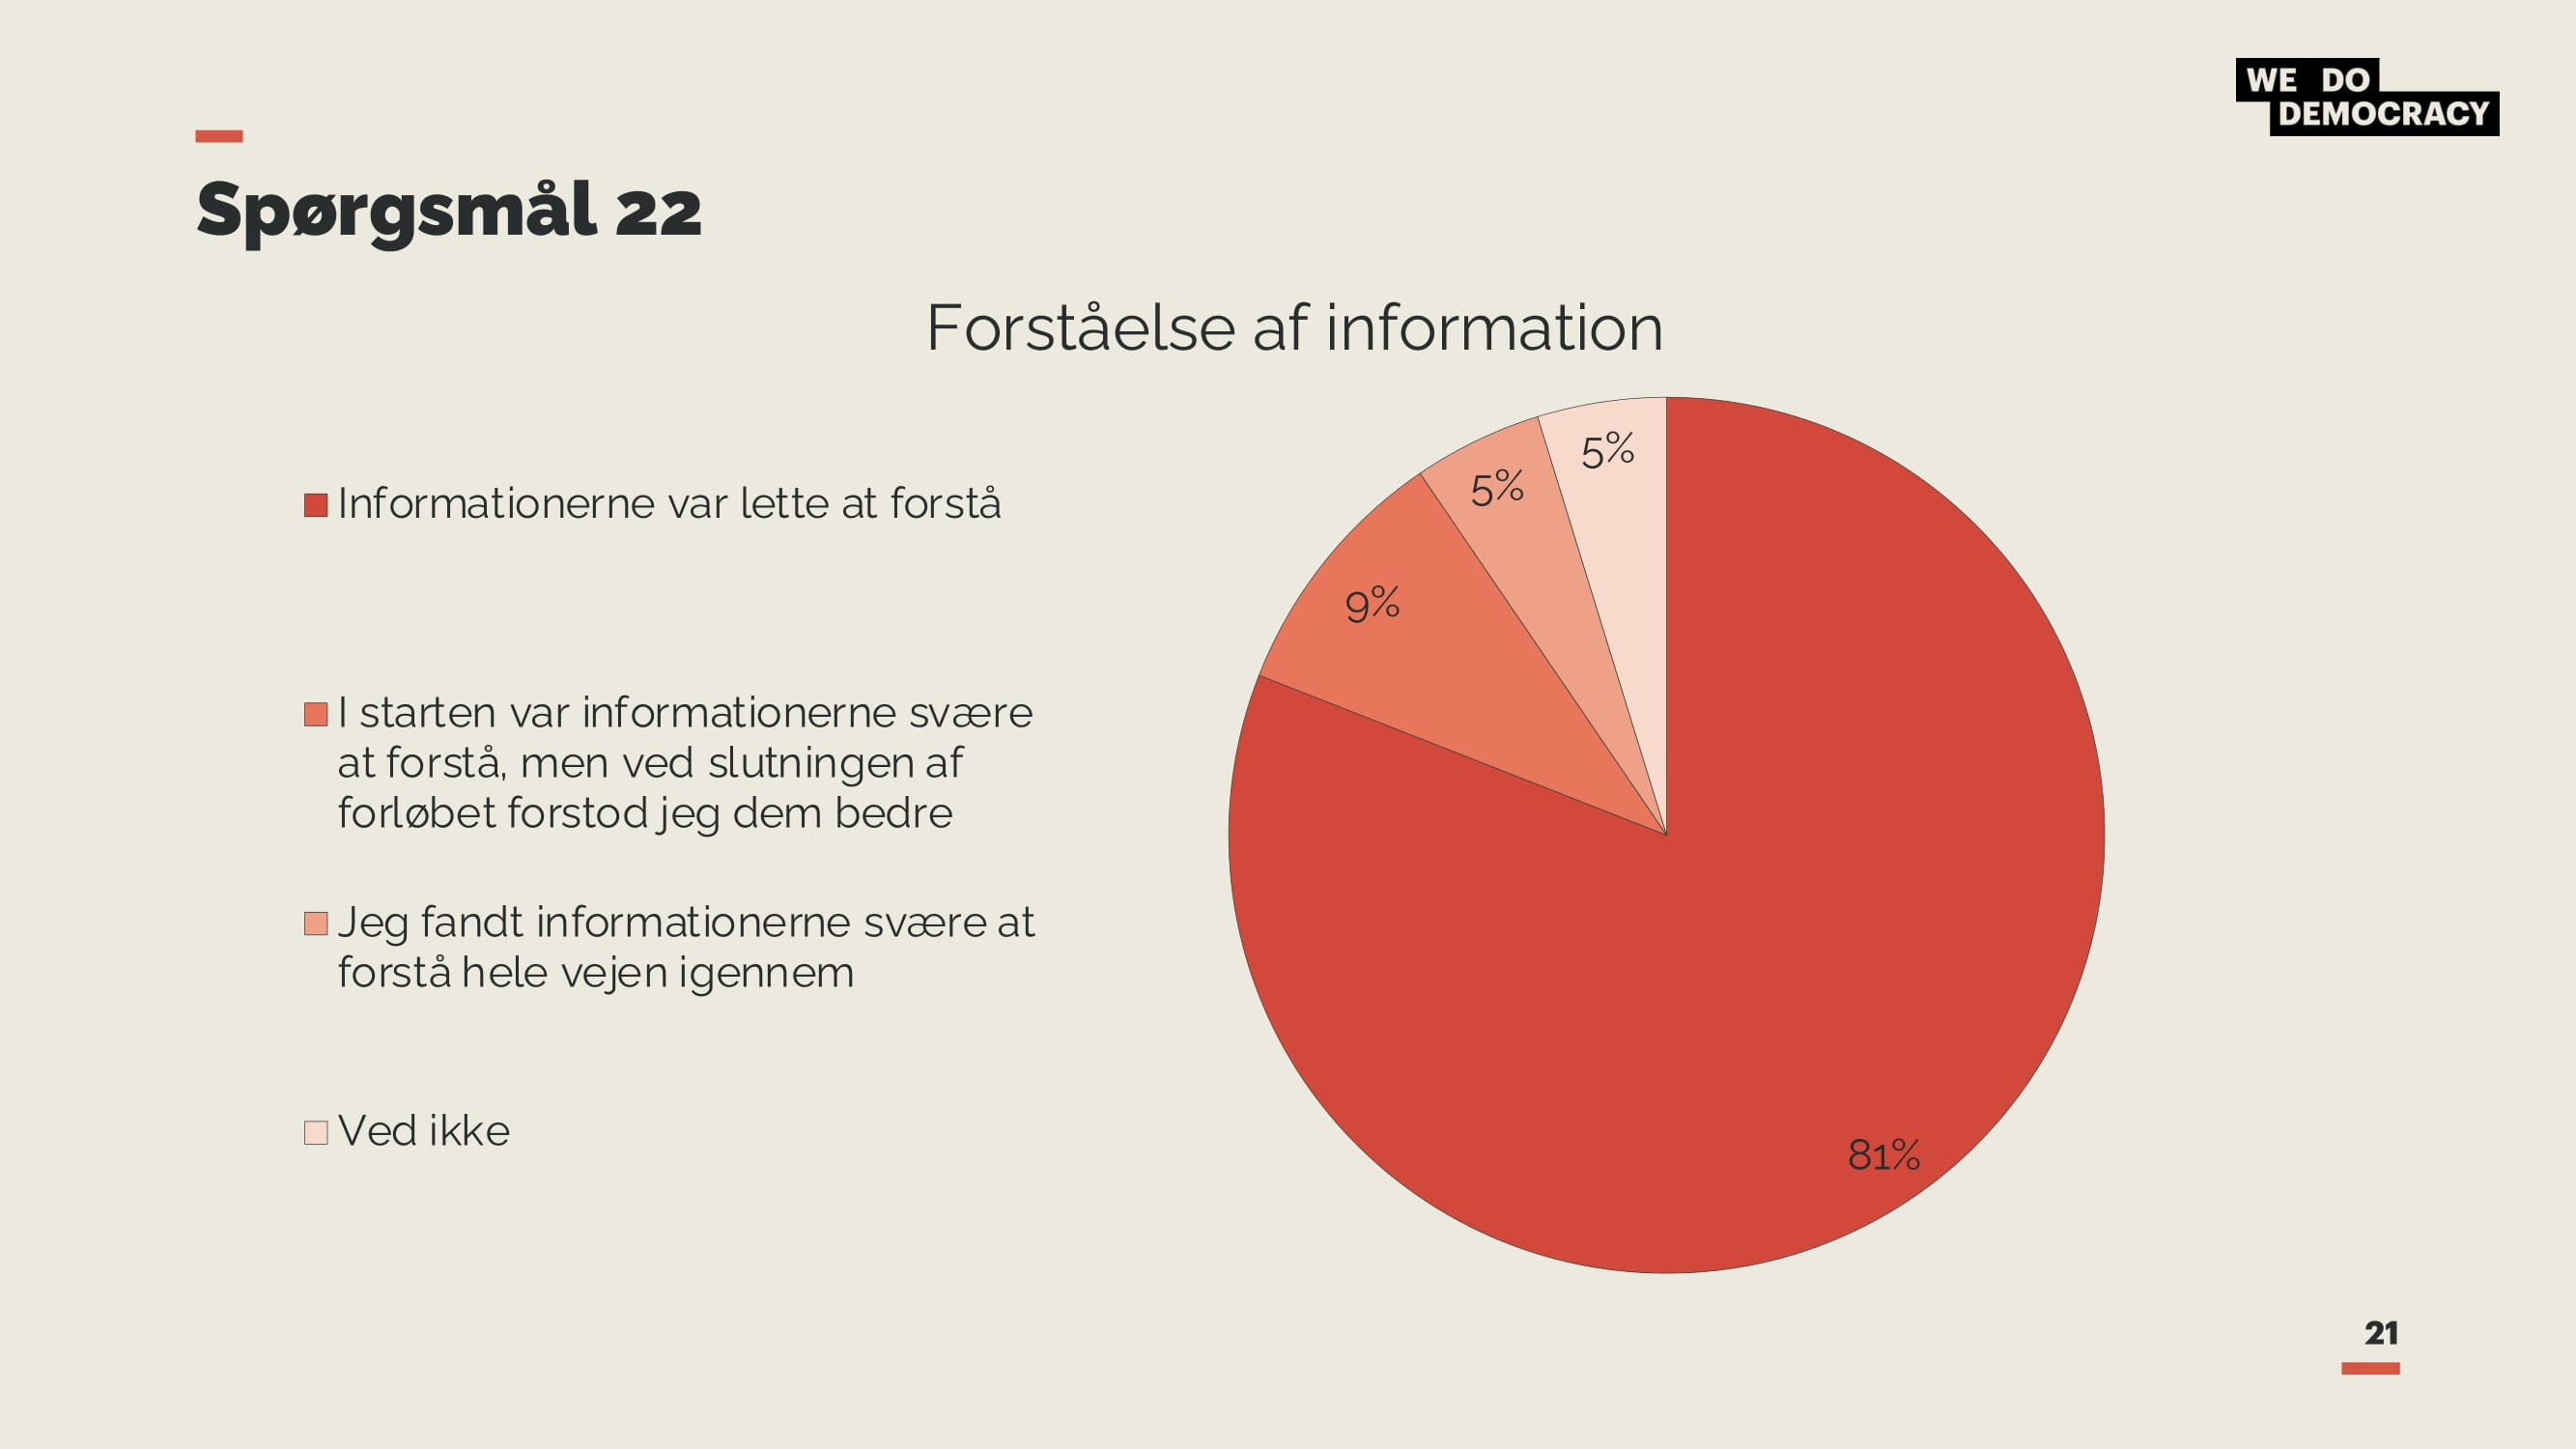 WE DO
DEMOCRACY
Spørgsmål 22
Forståelse af information
Informationerne var lette at forstå
I starten var informationerne svære
at forstå, men ved slutningen af
forløbet forstod jeg dem bedre
Jeg fandt informationerne svære at
forstå hele vejen igennem
Ved ikke
5%
5%
9%
81%
21